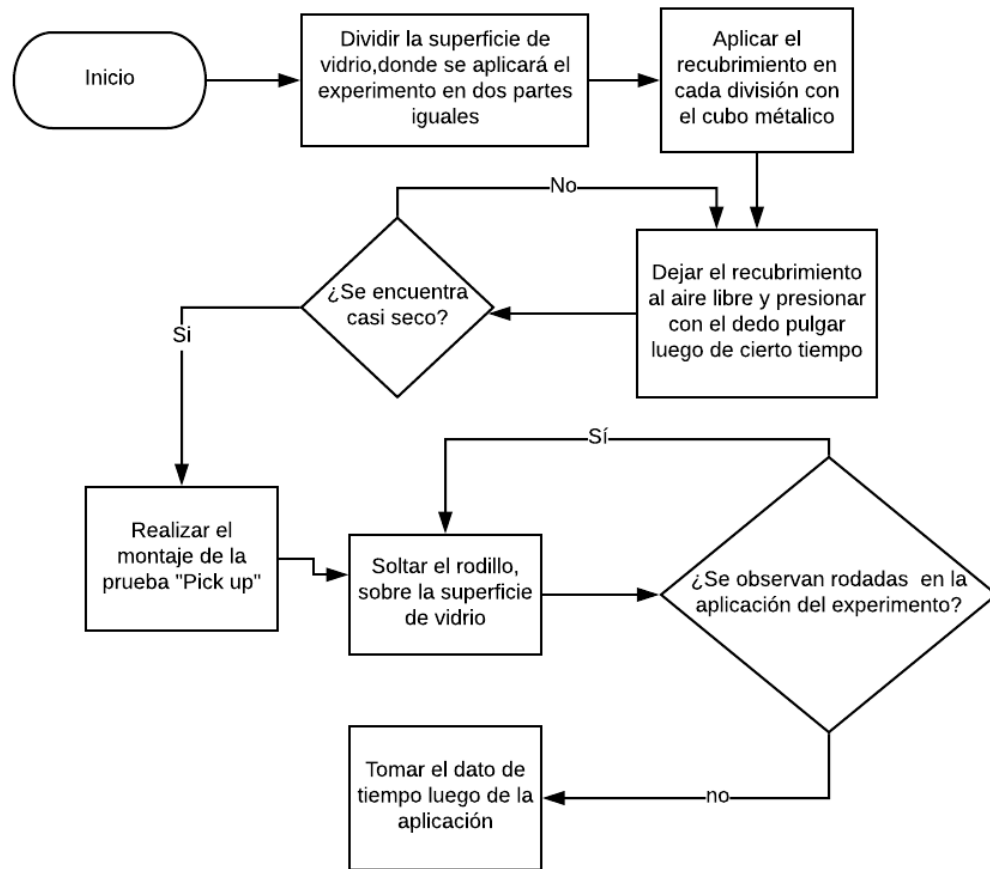 Inicio
Dividir la superficie de
vidrio,donde se aplicará el
experimento en dos partes
iguales
Aplicar el
recubrimiento en
cada división con
el cubo métalico
No
Dejar el recubrimiento
al aire libre y presionar
con el dedo pulgar
luego de cierto tiempo
¿Se encuentra
casi seco?
Si
Realizar el
montaje de la
prueba "Pick up"
Soltar el rodillo,
sobre la superficie
de vidrio
Sí
¿Se observan rodadas en la
aplicación del experimento?
no
Tomar el dato de
tiempo luego de la
aplicación